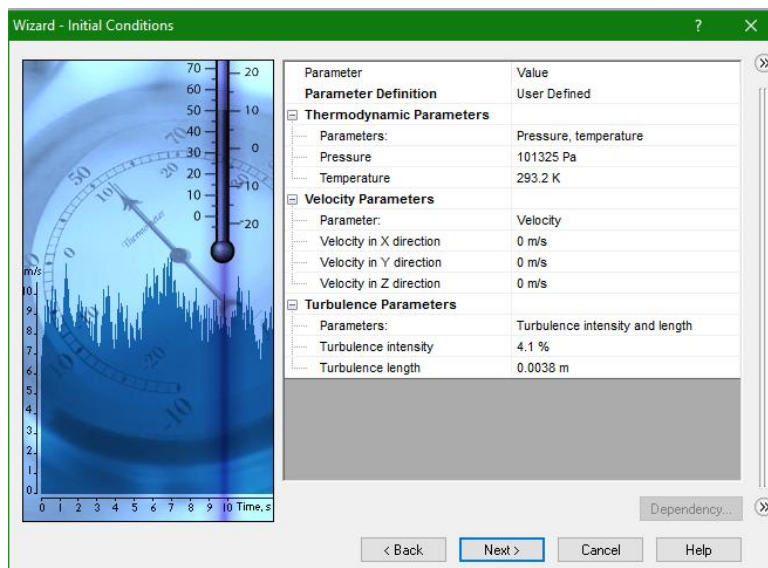 Wizard - Initial Conditions
?
70
20
60
50
10
40
30
0
20
-10
10
0
-20
Thermometer
m/s
10
9
8
7
6
5
4
3
2
1
0
0 1 2 3 4 5 6 7 8 9 10 Time, s
Parameter Value
Parameter Definition User Defined
Thermodynamic Parameters
Parameters: Pressure, temperature
Pressure 101325 Pa
Temperature 293.2 K
Velocity Parameters
Parameter: Velocity
Velocity in X direction 0 m/s
Velocity in Y direction 0 m/s
Velocity in Z direction 0 m/s
Turbulence Parameters
Parameters: Turbulence intensity and length
Turbulence intensity 4.1 %
Turbulence length 0.0038 m
Dependency...
< Back Next > Cancel Help